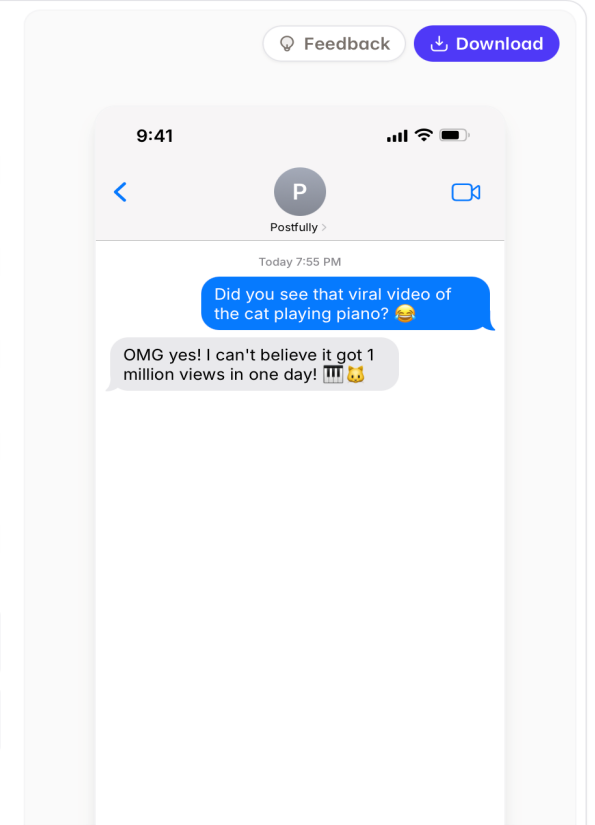 Feedback
Download
9:41
P
Postfully
Today 7:55 PM
Did you see that viral video of
the cat playing piano? 😂
OMG yes! I can't believe it got 1
million views in one day! 🎹🐱